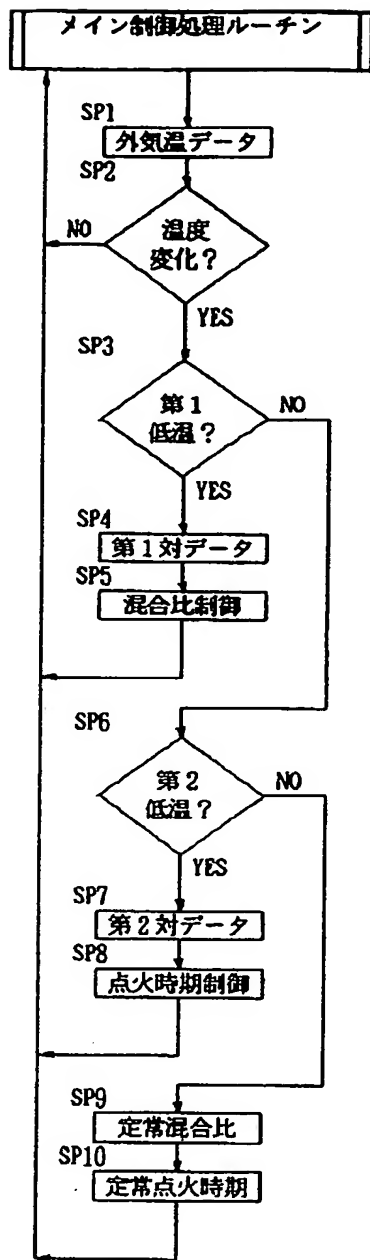 メイン制御処理ルーチン
SP1
外気温データ
SP2
温度
変化？
NO
YES
SP3
第1
低温？
NO
YES
SP4
第1対データ
SP5
混合比制御
SP6
第2
低温？
NO
YES
SP7
第2対データ
SP8
点火時期制御
SP9
定常混合比
SP10
定常点火時期